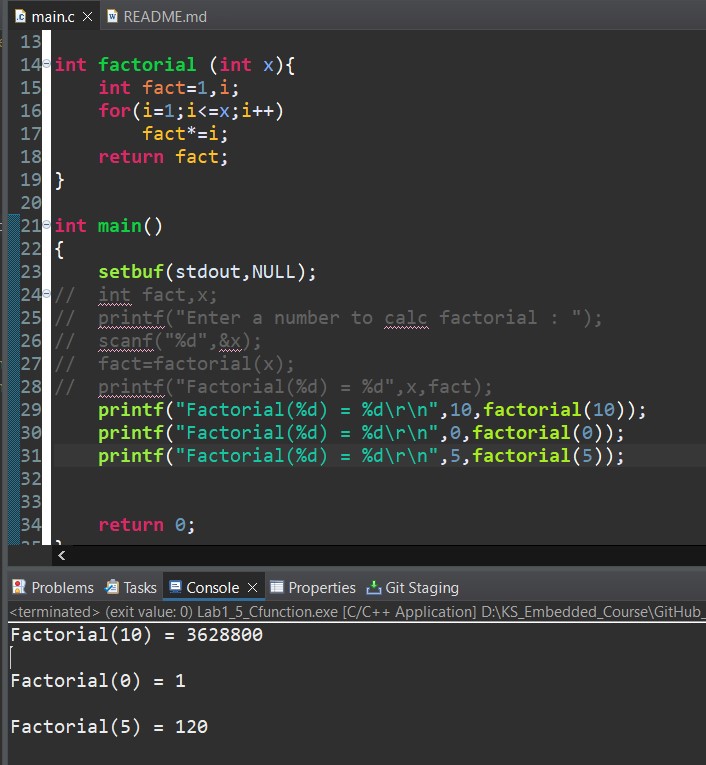 main.c
README.md
13
14 int factorial (int x){
15 int fact=1,i;
16 for(i=1;i<=x;i++)
17 fact*=i;
18 return fact;
19 }
20
21 int main()
22 {
23 setbuf(stdout,NULL);
24 // int fact,x;
25 // printf("Enter a number to calc factorial : ");
26 // scanf("%d",&x);
27 // fact=factorial(x);
28 // printf("Factorial(%d) = %d",x,fact);
29 printf("Factorial(%d) = %d\r\n",10,factorial(10));
30 printf("Factorial(%d) = %d\r\n",0,factorial(0));
31 printf("Factorial(%d) = %d\r\n",5,factorial(5));
32
33
34 return 0;
35 }
Problems Tasks Console Properties Git Staging
<terminated> (exit value: 0) Lab1_5_Cfunction.exe [C/C++ Application] D:\KS_Embedded_Course\GitHub_
Factorial(10) = 3628800
Factorial(0) = 1
Factorial(5) = 120